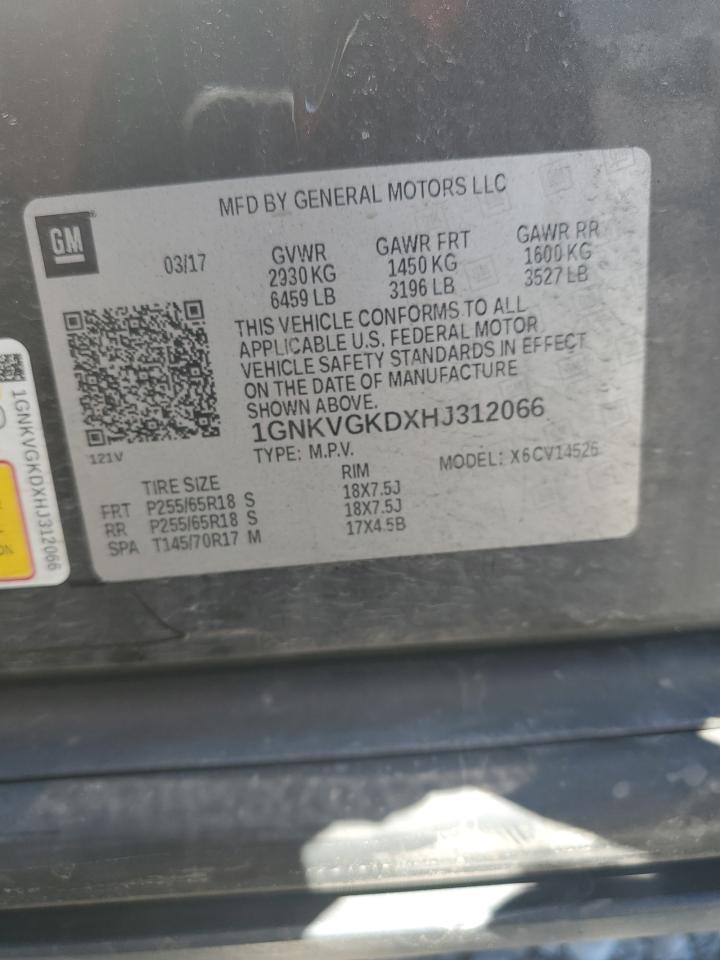 MFD BY GENERAL MOTORS LLC
GM
03/17
GVWR
2930 KG
6459 LB
GAWR FRT
1450 KG
3196 LB
GAWR RR
1600 KG
3527 LB
THIS VEHICLE CONFORMS TO ALL
APPLICABLE U.S. FEDERAL MOTOR
VEHICLE SAFETY STANDARDS IN EFFECT
ON THE DATE OF MANUFACTURE
SHOWN ABOVE.
1GNKVGKDXHJ312066
121V
TYPE: M.P.V.
MODEL: X6CV14526
TIRE SIZE RIM
FRT P255/65R18 S 18X7.5J
RR P255/65R18 S 18X7.5J
SPA T145/70R17 M 17X4.5B
1GNKVGKDXHJ312066